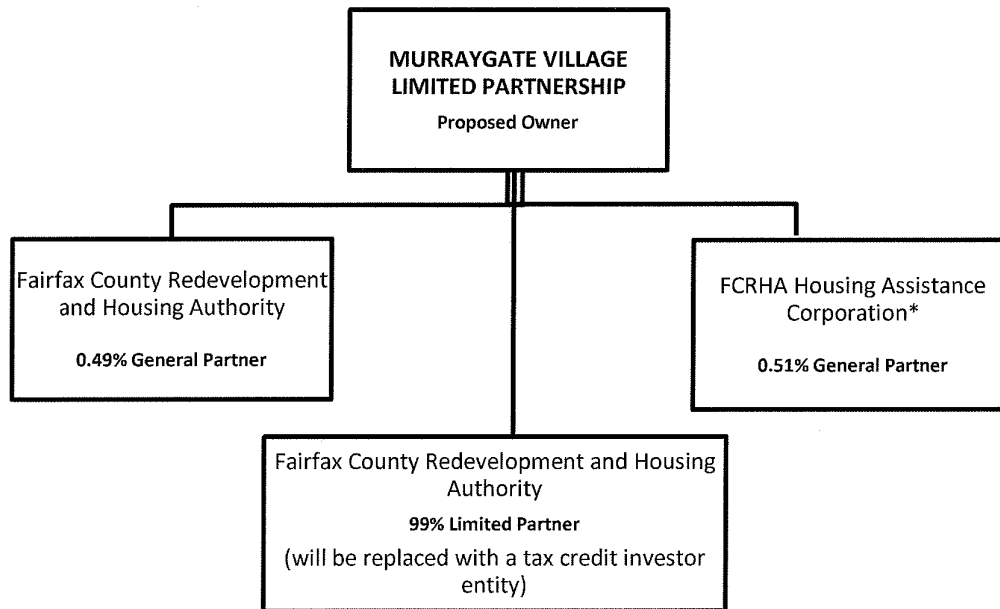 MURRAYGATE VILLAGE
LIMITED PARTNERSHIP
Proposed Owner
Fairfax County Redevelopment
and Housing Authority
0.49% General Partner
FCRHA Housing Assistance
Corporation*
0.51% General Partner
Fairfax County Redevelopment and Housing
Authority
99% Limited Partner
(will be replaced with a tax credit investor
entity)